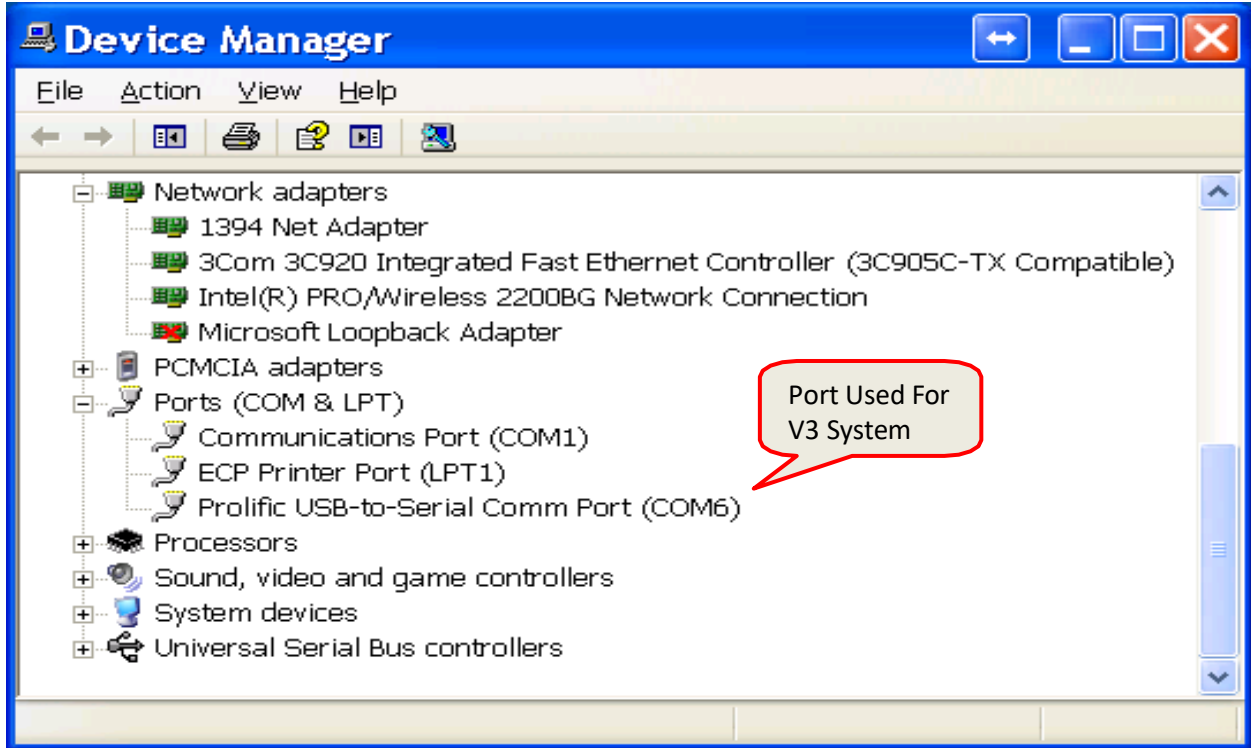 Device Manager
File Action View Help
Network adapters
1394 Net Adapter
3Com 3C920 Integrated Fast Ethernet Controller (3C905C-TX Compatible)
Intel(R) PRO/Wireless 2200BG Network Connection
Microsoft Loopback Adapter
PCMCIA adapters
Ports (COM & LPT)
Communications Port (COM1)
ECP Printer Port (LPT1)
Prolific USB-to-Serial Comm Port (COM6)
Processors
Sound, video and game controllers
System devices
Universal Serial Bus controllers
Port Used For
V3 System